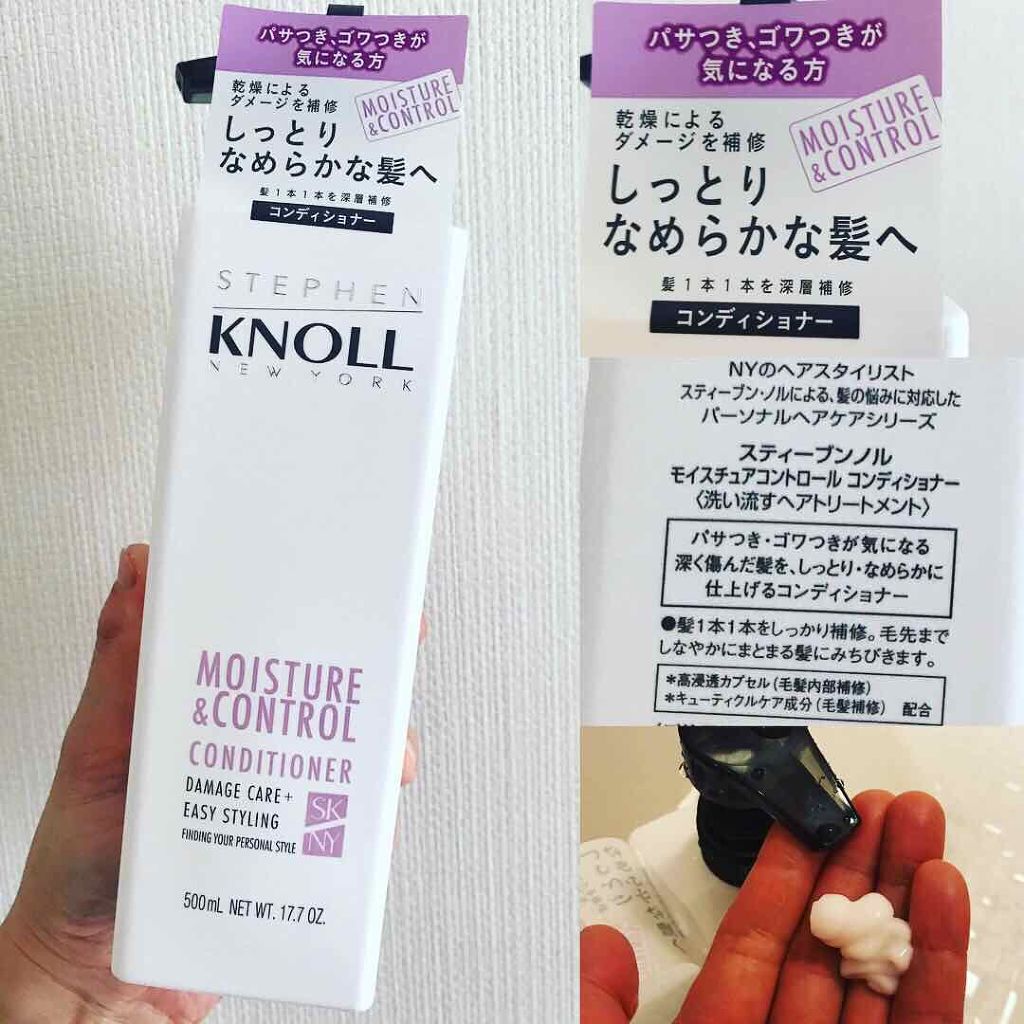 パサつき、ゴワつきが
気になる方
乾燥による
ダメージを補修
MOISTURE
&CONTROL
しっとり
なめらかな髪へ
髪1本1本を深層補修
コンディショナー
STEPHEN
KNOLL
NEW YORK
MOISTURE
&CONTROL
CONDITIONER
DAMAGE CARE+
EASY STYLING
FINDING YOUR PERSONAL STYLE
SK
NY
500mL NET WT. 17.7 OZ.
パサつき、ゴワつきが
気になる方
乾燥による
ダメージを補修
MOISTURE
&CONTROL
しっとり
なめらかな髪へ
髪1本1本を深層補修
コンディショナー
NYのヘアスタイリスト
スティーブン・ノルによる、髪の悩みに対応した
パーソナルヘアケアシリーズ
スティーブンノル
モイスチュアコントロール コンディショナー
〈洗い流すヘアトリートメント〉
パサつき・ゴワつきが気になる
深く傷んだ髪を、しっとり・なめらかに
仕上げるコンディショナー
●髪1本1本をしっかり補修。毛先まで
しなやかにまとまる髪にみちびきます。
*高浸透カプセル(毛髪内部補修)
*キューティクルケア成分(毛髪補修) 配合